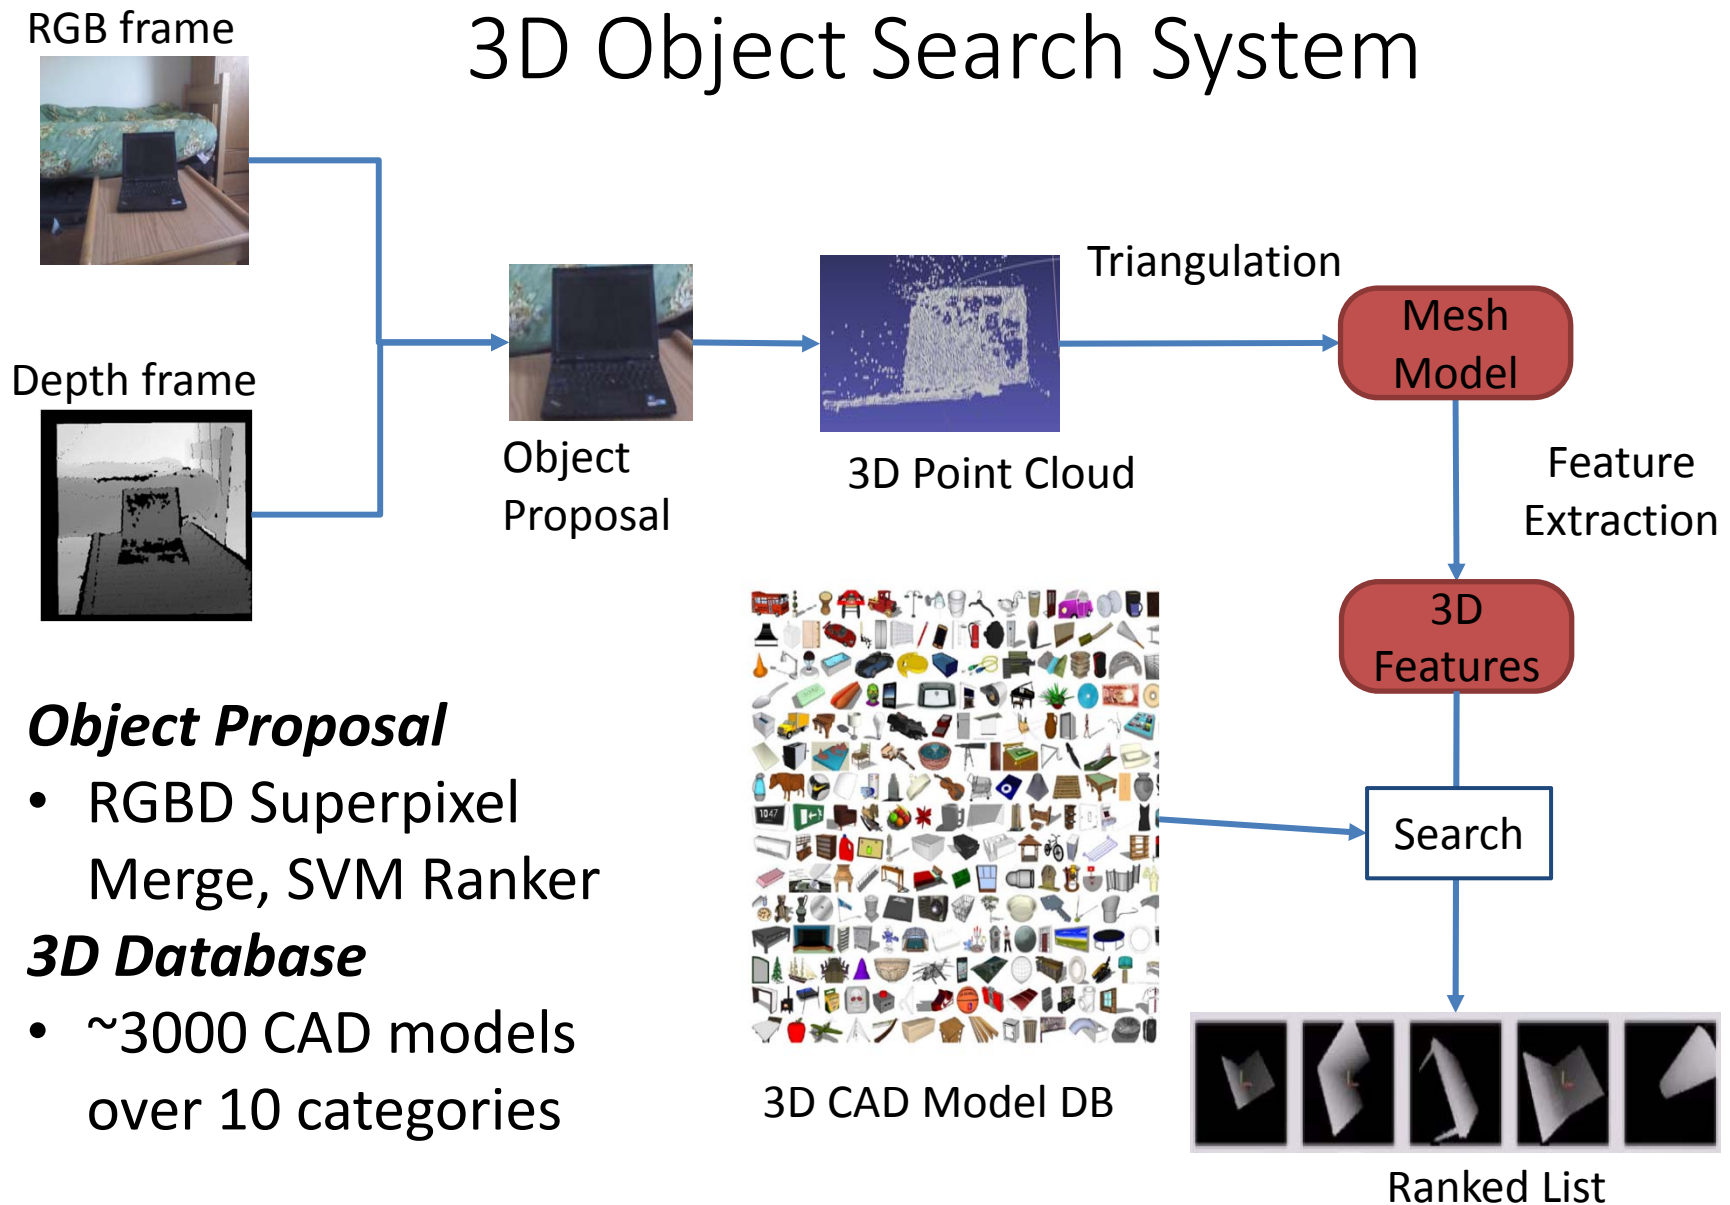 3D Object Search System
RGB frame
Depth frame
Object
Proposal
3D Point Cloud
Triangulation
Mesh
Model
Feature
Extraction
3D
Features
Search
Object Proposal
• RGBD Superpixel
Merge, SVM Ranker
3D Database
• ~3000 CAD models
over 10 categories
3D CAD Model DB
Ranked List